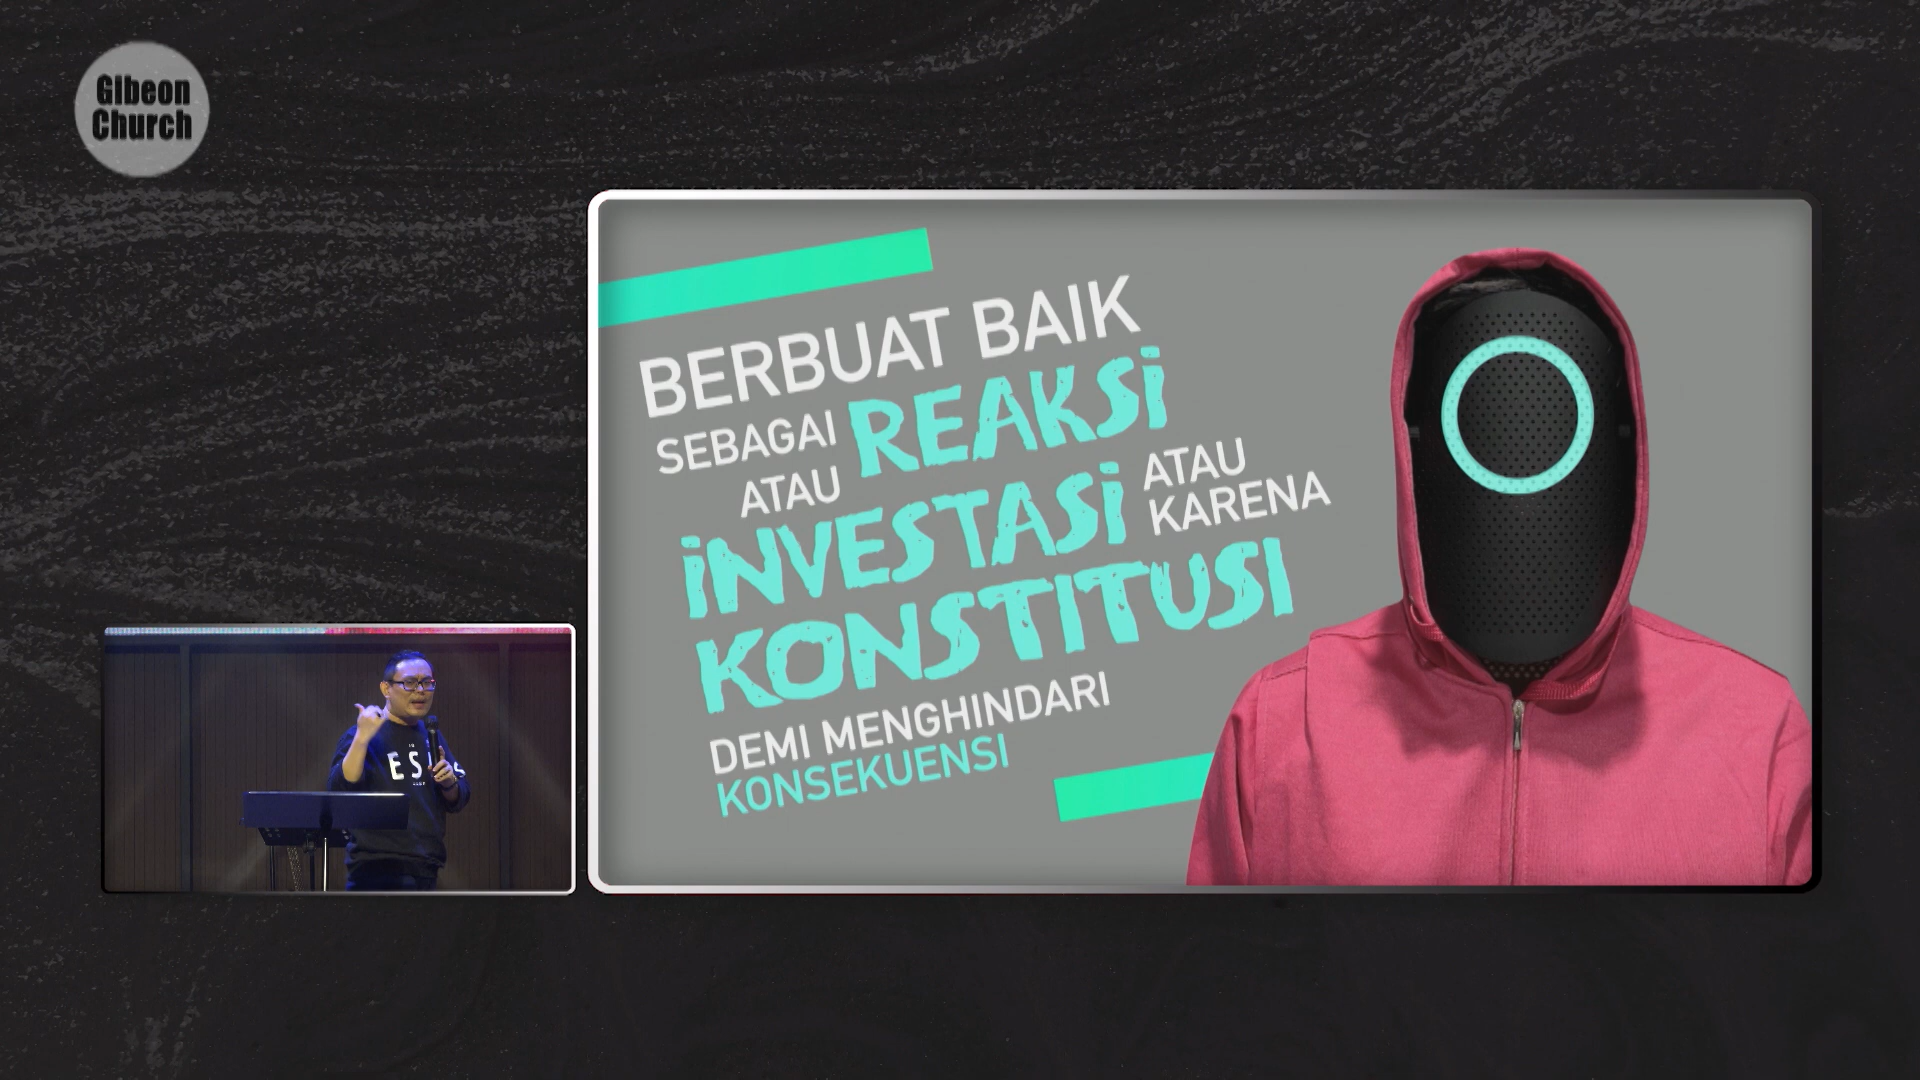 Gibeon
Church
BERBUAT BAIK
SEBAGAI REAKSI
ATAU
INVESTASI ATAU
KARENA
KONSTITUSI
DEMI MENGHINDARI
KONSEKUENSI